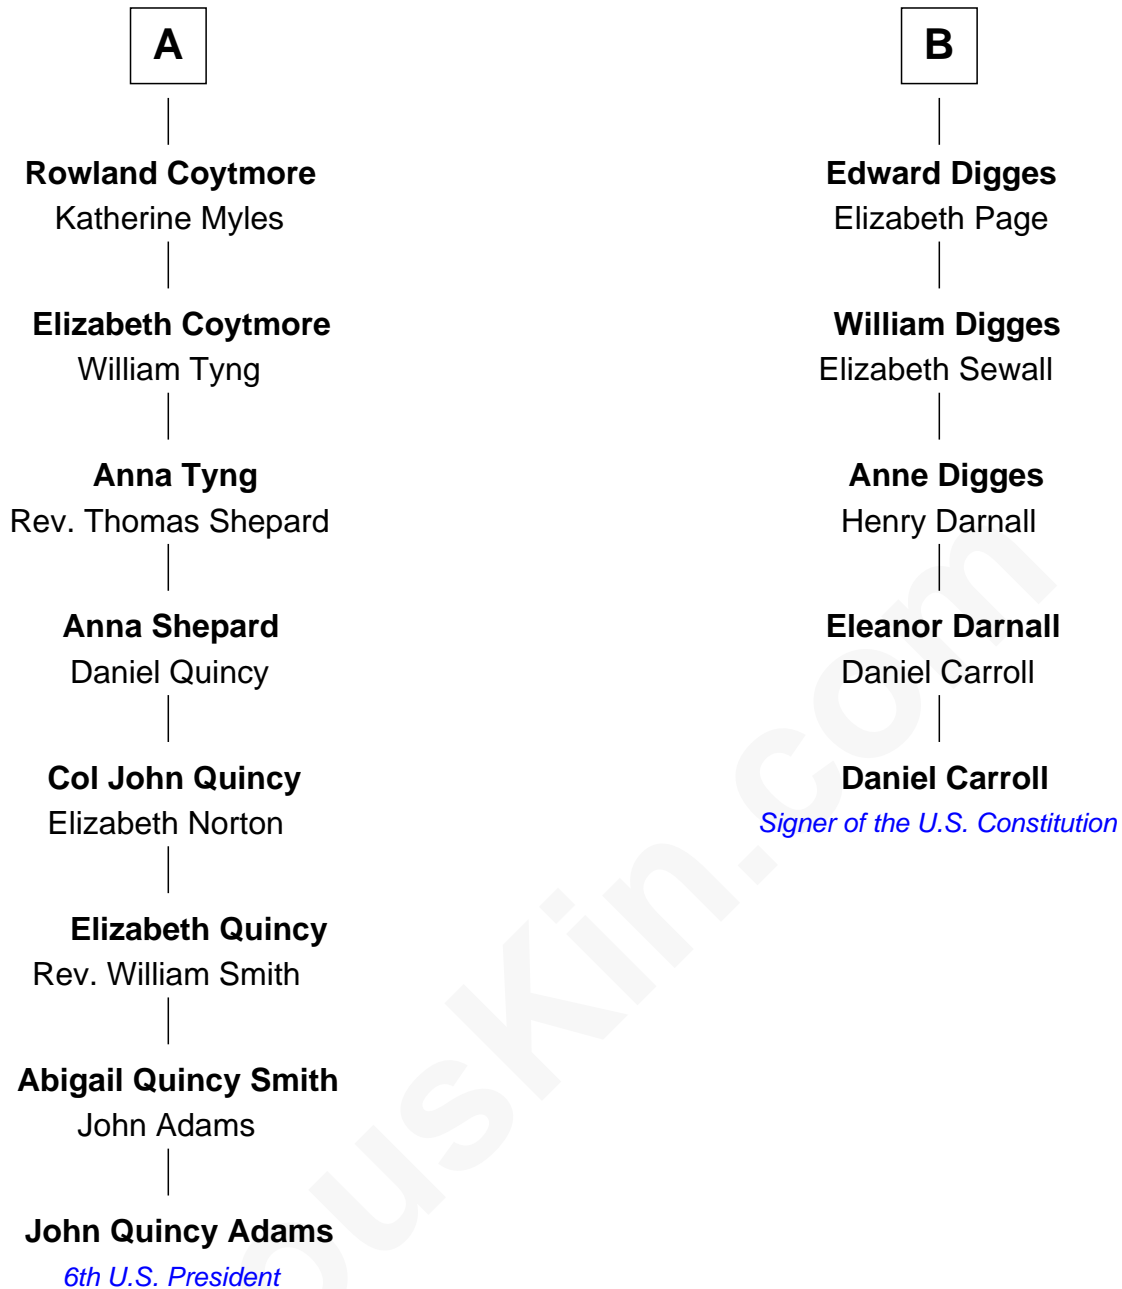 A
Rowland Coytmore
Katherine Myles
Elizabeth Coytmore
William Tyng
Anna Tyng
Rev. Thomas Shepard
Anna Shepard
Daniel Quincy
Col John Quincy
Elizabeth Norton
Elizabeth Quincy
Rev. William Smith
Abigail Quincy Smith
John Adams
John Quincy Adams
6th U.S. President
B
Edward Digges
Elizabeth Page
William Digges
Elizabeth Sewall
Anne Digges
Henry Darnall
Eleanor Darnall
Daniel Carroll
Daniel Carroll
Signer of the U.S. Constitution
ousKin.com